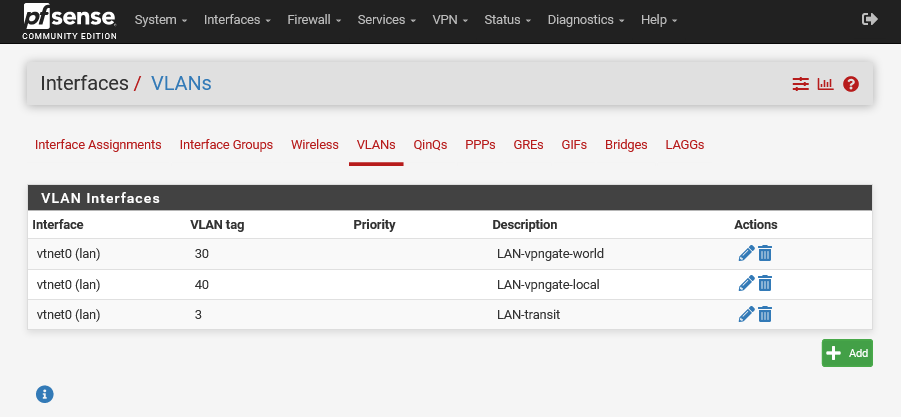 pfsense
COMMUNITY EDITION
System Interfaces Firewall Services VPN Status Diagnostics Help
Interfaces / VLANs
Interface Assignments Interface Groups Wireless VLANs QinQs PPPs GREs GIFs Bridges LAGGs
VLAN Interfaces
Interface VLAN tag Priority Description Actions
vtnet0 (lan) 30 LAN-vpngate-world
vtnet0 (lan) 40 LAN-vpngate-local
vtnet0 (lan) 3 LAN-transit
Add